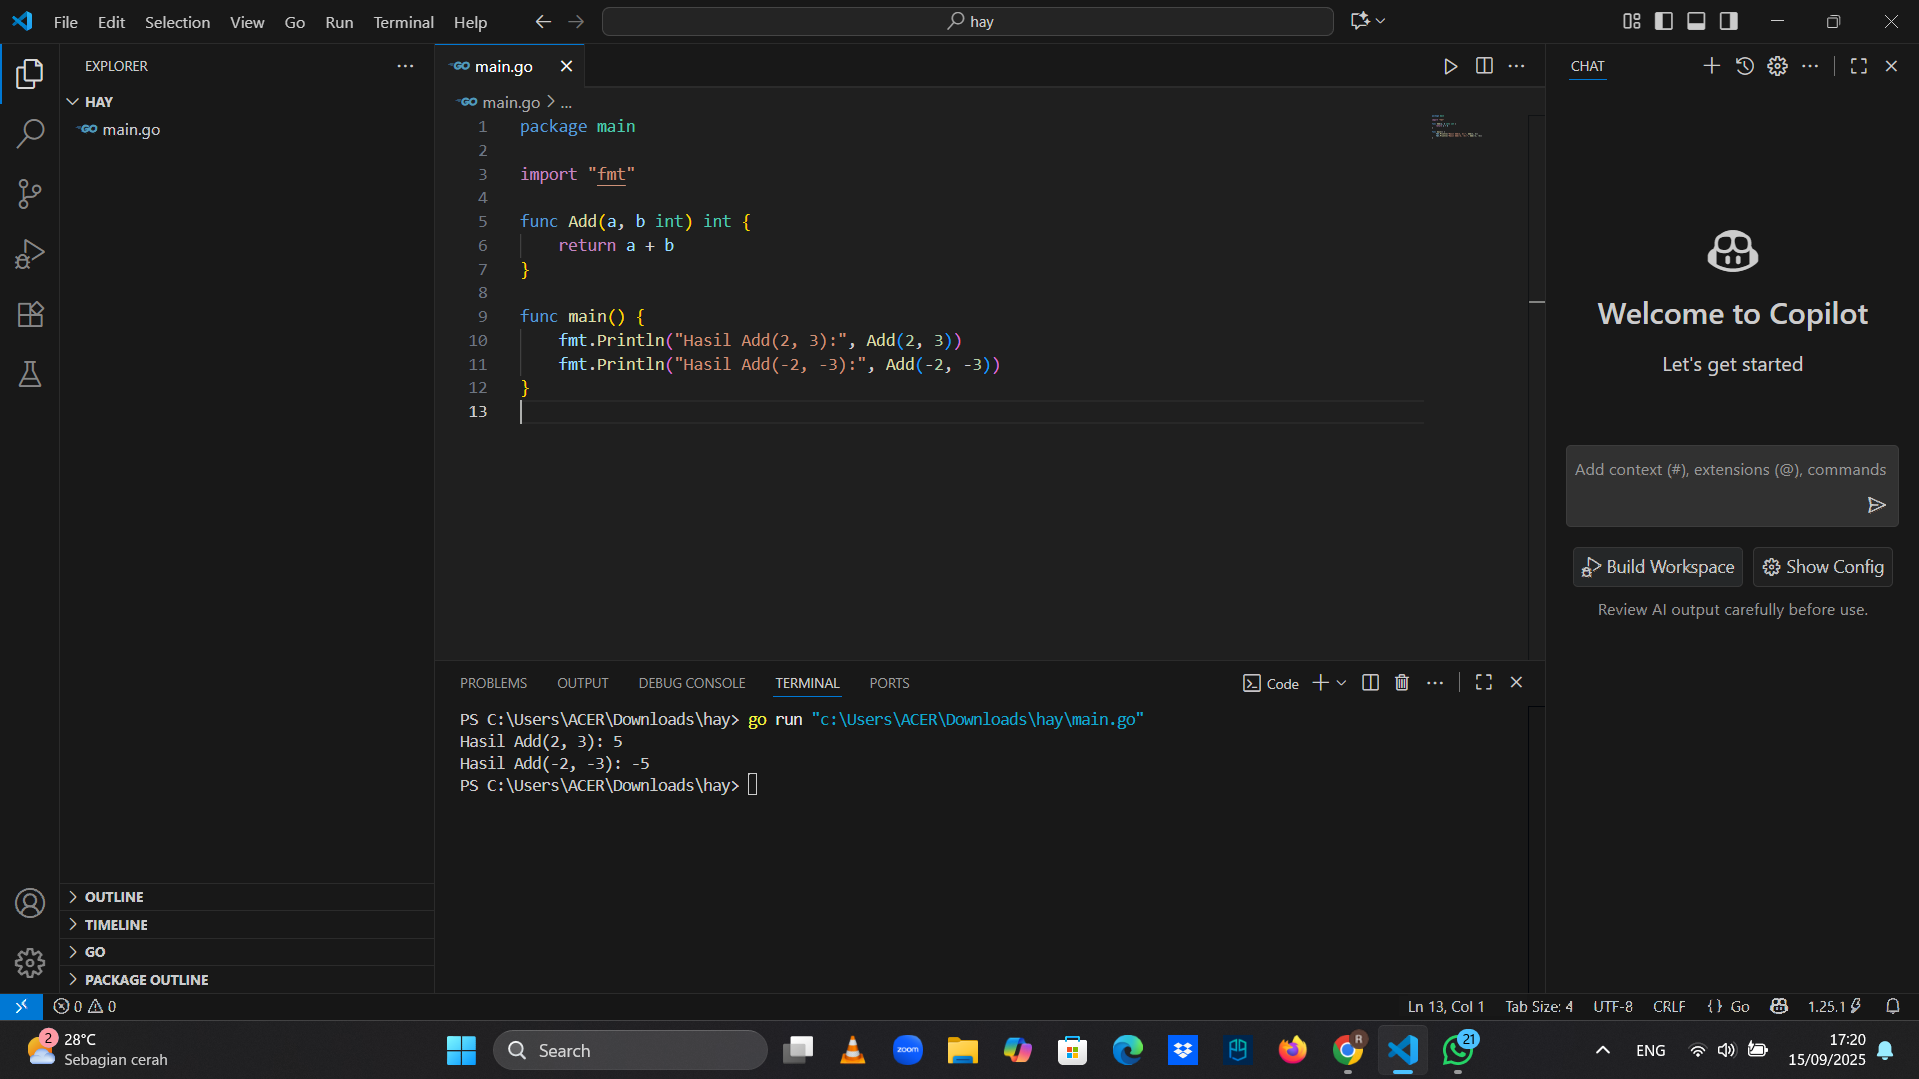 File Edit Selection View Go Run Terminal Help
hay
EXPLORER
HAY
main.go
OUTLINE
TIMELINE
GO
PACKAGE OUTLINE
GO main.go
GO main.go > ...
1 package main
2
3 import "fmt"
4
5 func Add(a, b int) int {
6 return a + b
7 }
8
9 func main() {
10 fmt.Println("Hasil Add(2, 3):", Add(2, 3))
11 fmt.Println("Hasil Add(-2, -3):", Add(-2, -3))
12 }
13
PROBLEMS OUTPUT DEBUG CONSOLE TERMINAL PORTS
Code
PS C:\Users\ACER\Downloads\hay> go run "c:\Users\ACER\Downloads\hay\main.go"
Hasil Add(2, 3): 5
Hasil Add(-2, -3): -5
PS C:\Users\ACER\Downloads\hay>
CHAT
Welcome to Copilot
Let's get started
Add context (#), extensions (@), commands
Build Workspace Show Config
Review AI output carefully before use.
0 0
Ln 13, Col 1 Tab Size: 4 UTF-8 CRLF {} Go 1.25.1
2
28°C
Sebagian cerah
Search
zoom
R
21
ENG
17:20
15/09/2025